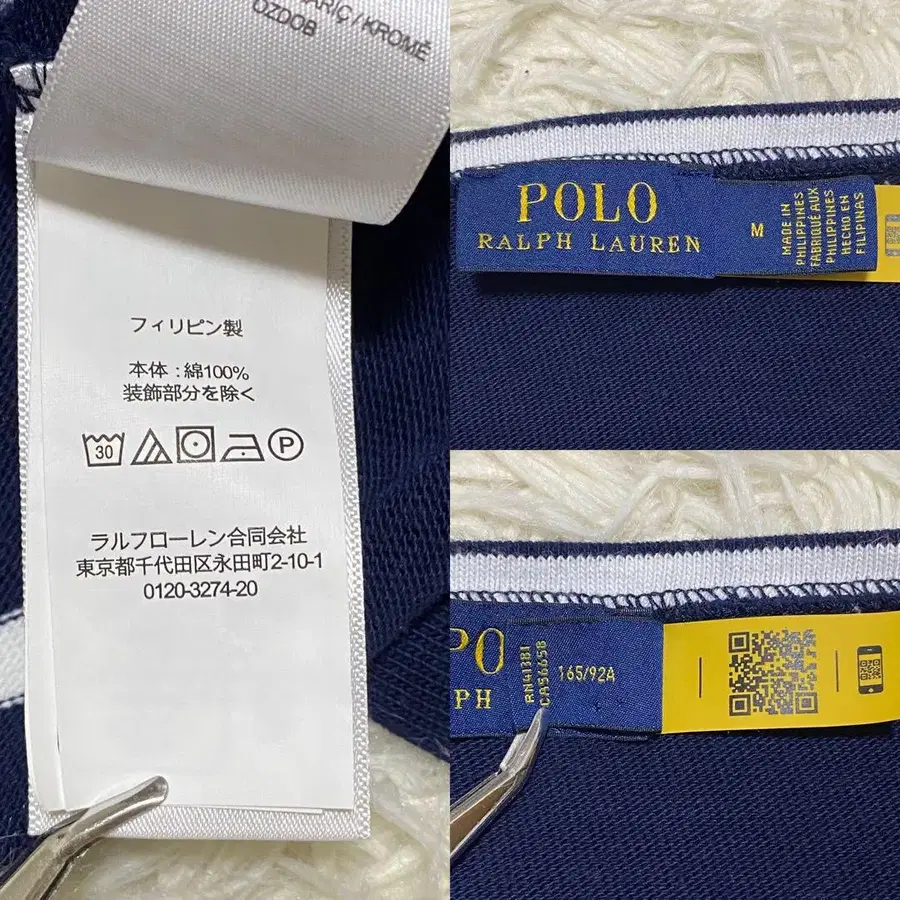 HARİÇ / KROMĒ
OZDOB
フィリピン製
本体 : 綿100%
装飾部分を除く
30
P
ラルフローレン合同会社
東京都千代田区永田町2-10-1
0120-3274-20
POLO
RALPH LAUREN
M
MADE IN
PHILIPPINES
FABRIQUÉ AUX
PHILIPPINES
HECHO EN
FILIPINAS
PO
PH
RN41381
CA56658
165/92A